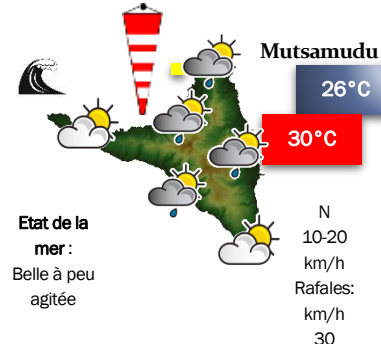 Mutsamudu
26°C
30°C
Etat de la
mer :
Belle à peu
agitée
N
10-20
km/h
Rafales:
km/h
30